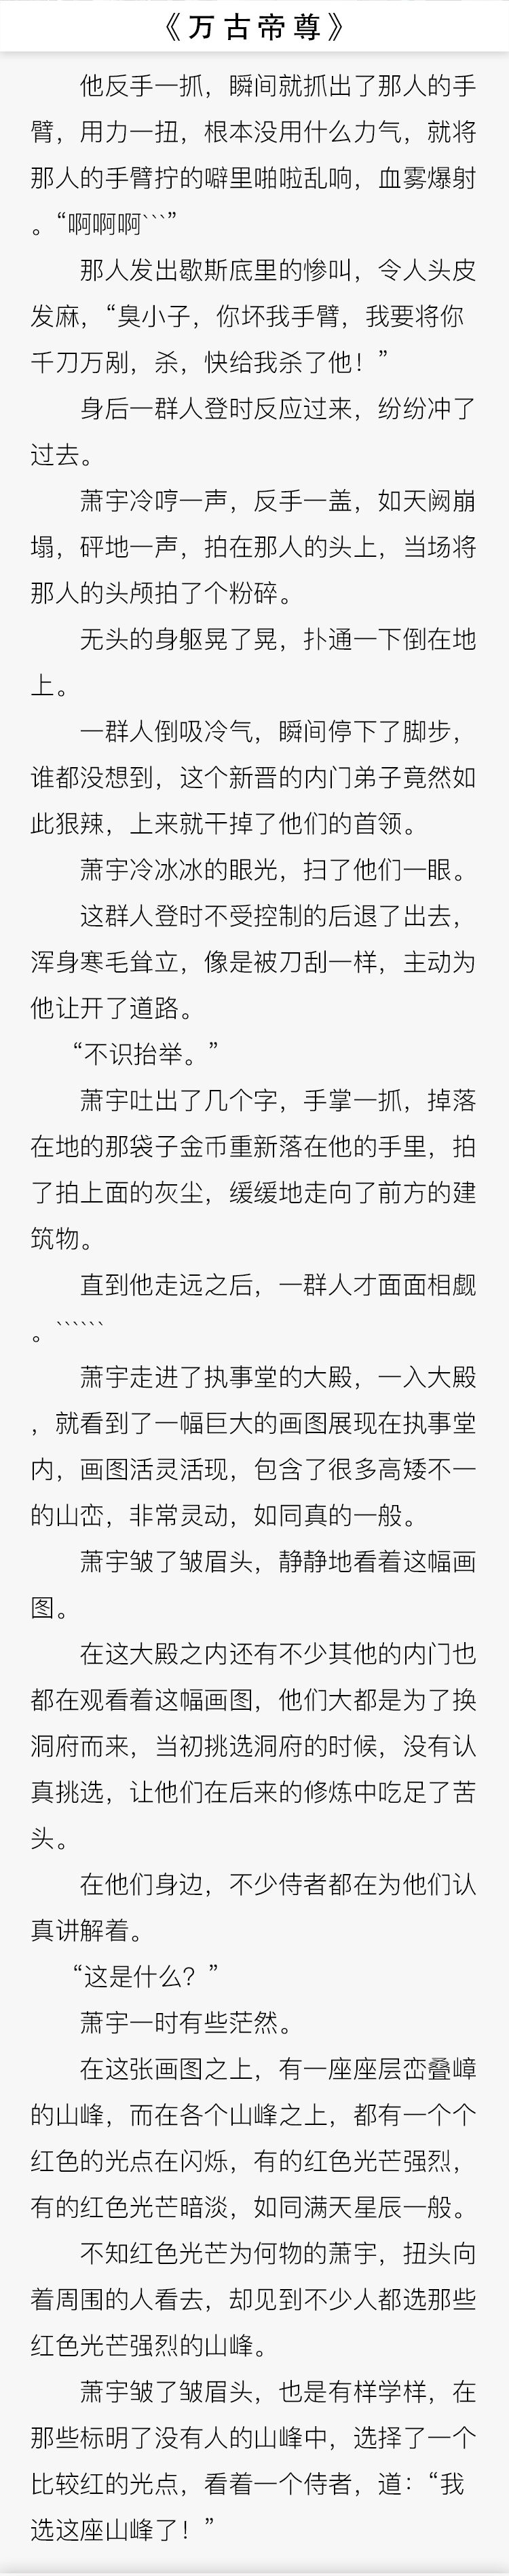 《万古帝尊》
他反手一抓，瞬间就抓出了那人的手
臂，用力一扭，根本没用什么力气，就将
那人的手臂拧的噼里啪啦乱响，血雾爆射
。“啊啊啊```”
那人发出歇斯底里的惨叫，令人头皮
发麻，“臭小子，你坏我手臂，我要将你
千刀万剐，杀，快给我杀了他！”
身后一群人登时反应过来，纷纷冲了
过去。
萧宇冷哼一声，反手一盖，如天阙崩
塌，砰地一声，拍在那人的头上，当场将
那人的头颅拍了个粉碎。
无头的身躯晃了晃，扑通一下倒在地
上。
一群人倒吸冷气，瞬间停下了脚步，
谁都没想到，这个新晋的内门弟子竟然如
此狠辣，上来就干掉了他们的首领。
萧宇冷冰冰的眼光，扫了他们一眼。
这群人登时不受控制的后退了出去，
浑身寒毛耸立，像是被刀刮一样，主动为
他让开了道路。
“不识抬举。”
萧宇吐出了几个字，手掌一抓，掉落
在地的那袋子金币重新落在他的手里，拍
了拍上面的灰尘，缓缓地走向了前方的建
筑物。
直到他走远之后，一群人才面面相觑
。``````
萧宇走进了执事堂的大殿，一入大殿
，就看到了一幅巨大的画图展现在执事堂
内，画图活灵活现，包含了很多高矮不一
的山峦，非常灵动，如同真的一般。
萧宇皱了皱眉头，静静地看着这幅画
图。
在这大殿之内还有不少其他的内门也
都在观看着这幅画图，他们大都是为了换
洞府而来，当初挑选洞府的时候，没有认
真挑选，让他们在后来的修炼中吃足了苦
头。
在他们身边，不少侍者都在为他们认
真讲解着。
“这是什么？”
萧宇一时有些茫然。
在这张画图之上，有一座座层峦叠嶂
的山峰，而在各个山峰之上，都有一个个
红色的光点在闪烁，有的红色光芒强烈，
有的红色光芒暗淡，如同满天星辰一般。
不知红色光芒为何物的萧宇，扭头向
着周围的人看去，却见到不少人都选那些
红色光芒强烈的山峰。
萧宇皱了皱眉头，也是有样学样，在
那些标明了没有人的山峰中，选择了一个
比较红的光点，看着一个侍者，道：“我
选这座山峰了！”